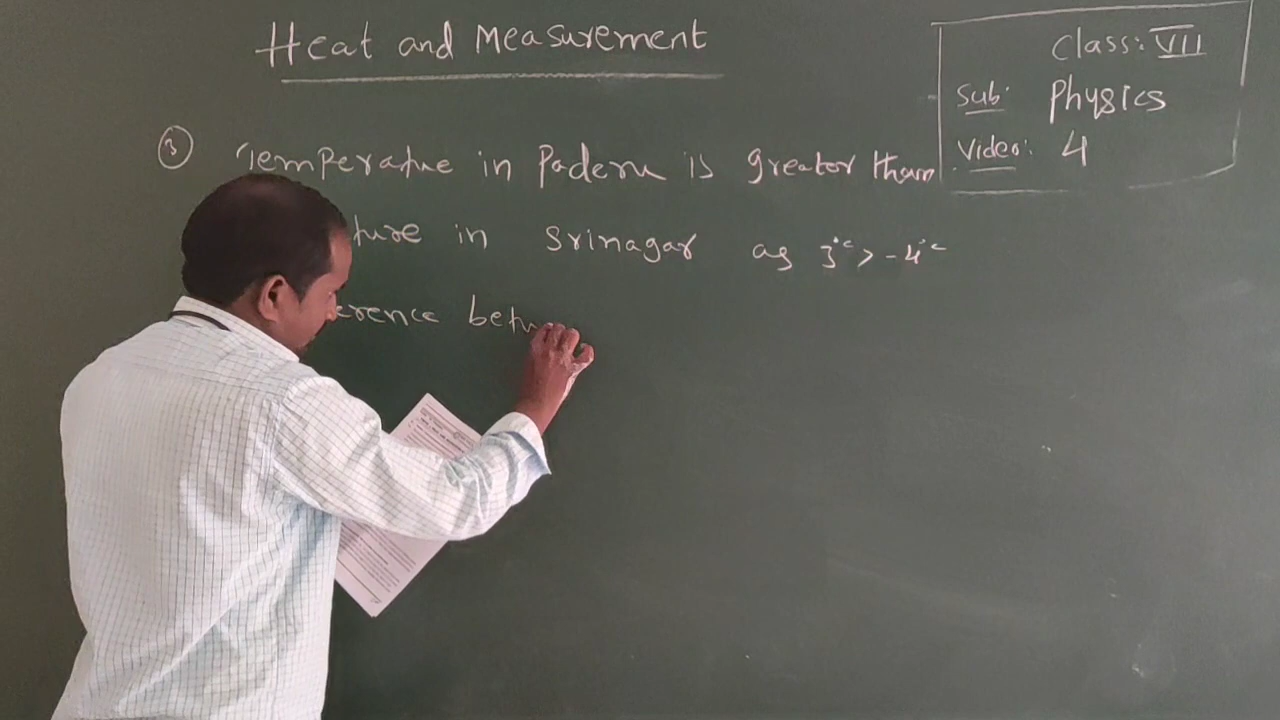 Heat and Measurement
Class: VII
Sub: Physics
Video: 4
3 Temperature in Paderu is greater than
ture in Srinagar as 3°c > -4°c
erence betw